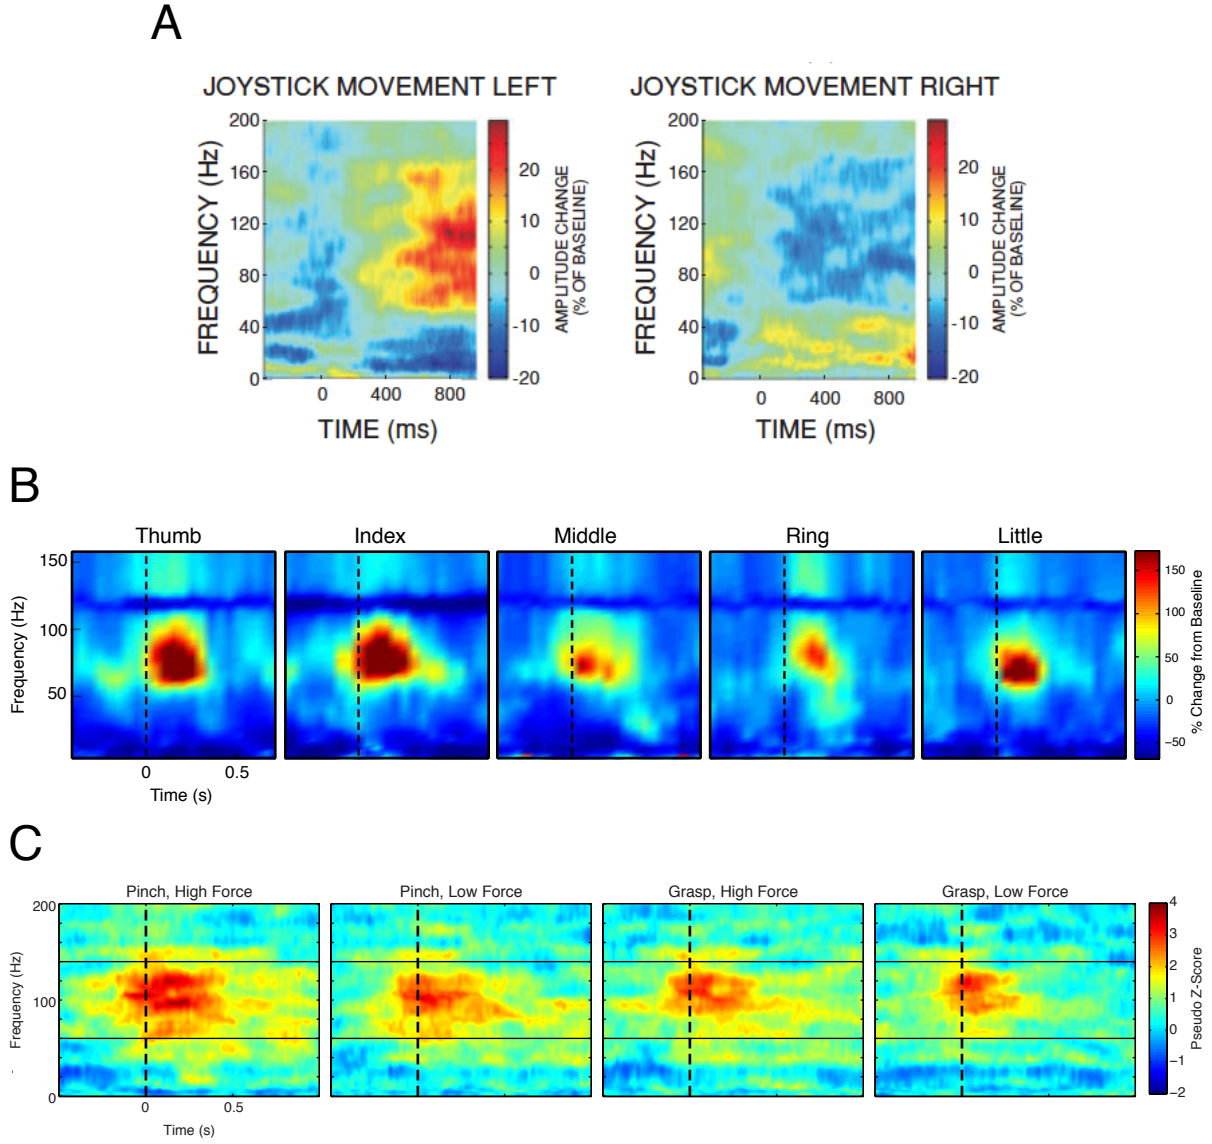 A
JOYSTICK MOVEMENT LEFT
JOYSTICK MOVEMENT RIGHT
FREQUENCY (Hz)
200
160
120
80
40
0
0 400 800
TIME (ms)
20
10
0
-10
-20
AMPLITUDE CHANGE
(% OF BASELINE)
FREQUENCY (Hz)
200
160
120
80
40
0
0 400 800
TIME (ms)
20
10
0
-10
-20
AMPLITUDE CHANGE
(% OF BASELINE)
B
Thumb Index Middle Ring Little
Frequency (Hz)
150
100
50
0 0.5
Time (s)
150
100
50
0
−50
% Change from Baseline
C
Pinch, High Force Pinch, Low Force Grasp, High Force Grasp, Low Force
Frequency (Hz)
200
100
0
0 0.5
Time (s)
4
3
2
1
0
−1
−2
Pseudo Z-Score